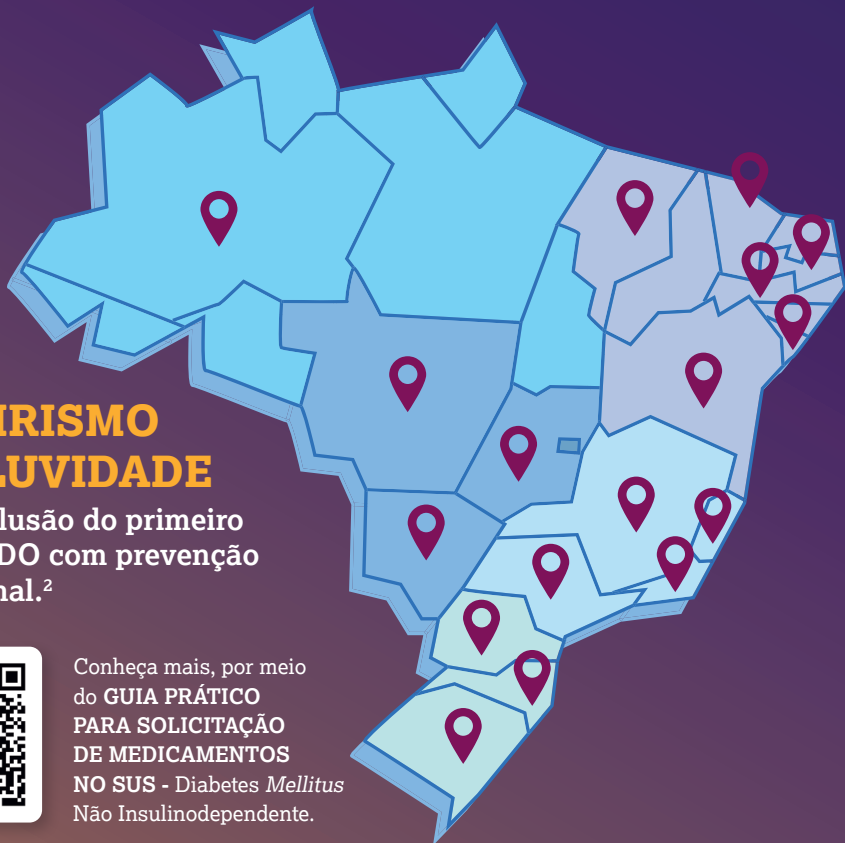 IRISMO
LUVIDADE
lusão do primeiro
DO com prevenção
nal.²
Conheça mais, por meio
do GUIA PRÁTICO
PARA SOLICITAÇÃO
DE MEDICAMENTOS
NO SUS - Diabetes Mellitus
Não Insulinodependente.